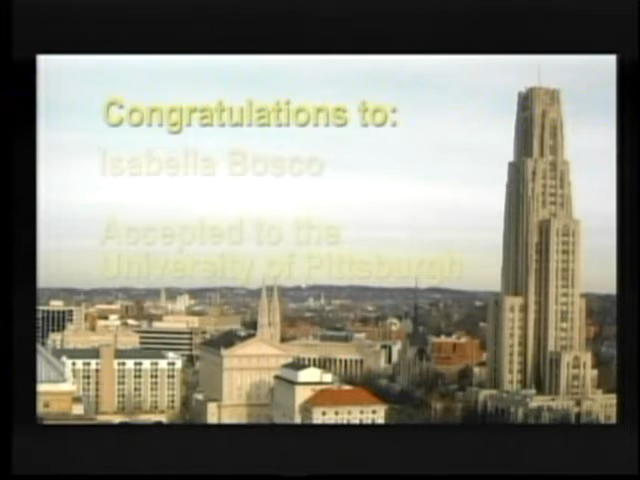 Congratulations to:
Isabella Bosco
Accepted to the
University of Pittsburgh